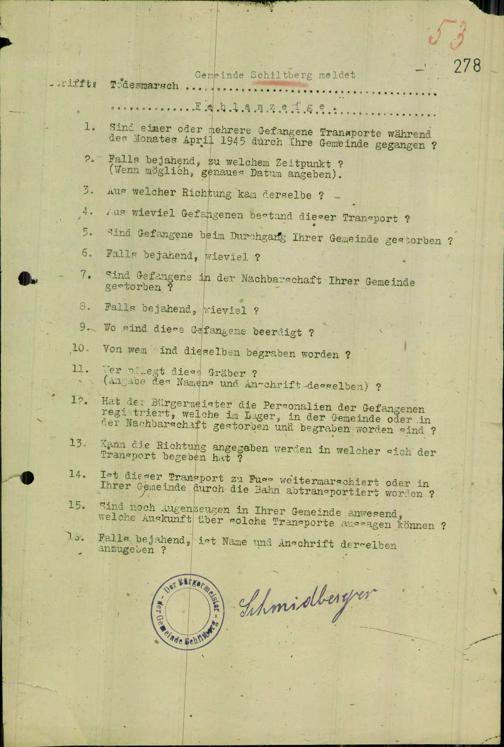 53
278
Gemeinde Schiltberg meldet
Todesmarsch
Fehlanzeige.
1. Sind einer oder mehrere Gefangene Transporte während
des Monates April 1945 durch Ihre Gemeinde gegangen ?
2. Falls bejahend, zu welchem Zeitpunkt ?
(Wenn möglich, genaues Datum angeben).
3. Aus welcher Richtung kam derselbe ?
4. Aus wieviel Gefangenen bestand dieser Transport ?
5. Sind Gefangene beim Durchgang Ihrer Gemeinde gestorben ?
6. Falls bejahend, wieviel ?
7. Sind Gefangene in der Nachbarschaft Ihrer Gemeinde
gestorben ?
8. Falls bejahend, wieviel ?
9. Wo sind diese Gefangene beerdigt ?
10. Von wem sind dieselben begraben worden ?
11. Wer pflegt diese Gräber ?
(Angabe des Namens und Anschrift desselben) ?
12. Hat der Bürgermeister die Personalien der Gefangenen
registriert, welche im Lager, in der Gemeinde oder in
der Nachbarschaft gestorben und begraben worden sind ?
13. Kann die Richtung angegaben werden in welcher sich der
Transport begeben hat ?
14. Ist dieser Transport zu Fuss weitermarschiert oder in
Ihrer Gemeinde durch die Bahn abtransportiert worden ?
15. Sind noch Augenzeugen in Ihrer Gemeinde anwesend,
welche Auskunft über solche Transporte aussagen können ?
16. Falls bejahend, ist Name und Anschrift derselben
anzugeben ?
- Der Bürgermeister -
der Gemeinde Schiltberg
Schmidberger